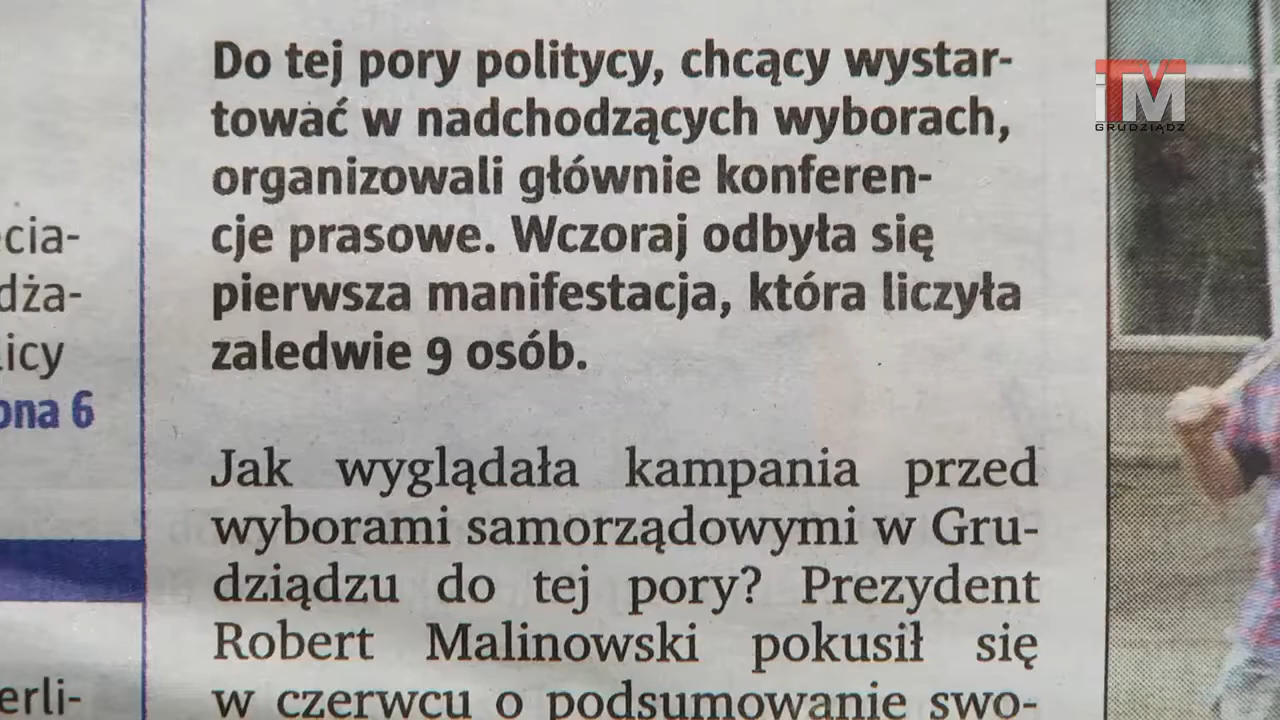 Do tej pory politycy, chcący wystar-
tować w nadchodzących wyborach,
organizowali głównie konferen-
cje prasowe. Wczoraj odbyła się
pierwsza manifestacja, która liczyła
zaledwie 9 osób.
Jak wyglądała kampania przed
wyborami samorządowymi w Gru-
dziądzu do tej pory? Prezydent
Robert Malinowski pokusił się
w czerwcu o podsumowanie swo-
cia-
dża-
licy
ona 6
erli-
iTVM
GRUDZIĄDZ